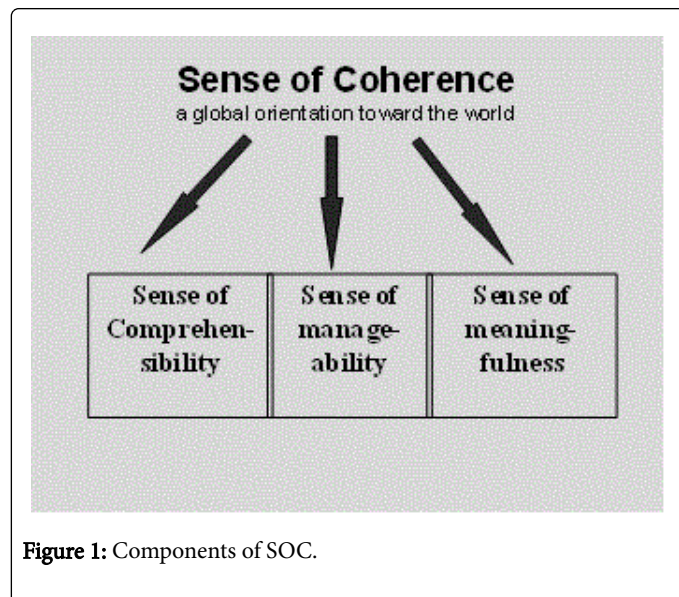 Sense of Coherence
a global orientation toward the world
Sense of
Comprehen-
sibility
Sense of
manage-
ability
Sense of
meaning-
fulness
Figure 1: Components of SOC.